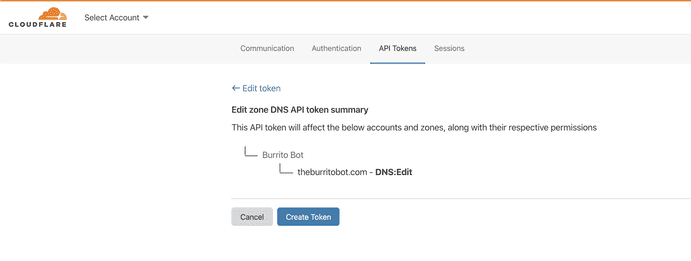 CLOUDFLARE
Select Account
Communication Authentication API Tokens Sessions
← Edit token
Edit zone DNS API token summary
This API token will affect the below accounts and zones, along with their respective permissions
Burrito Bot
theburritobot.com - DNS:Edit
Cancel Create Token